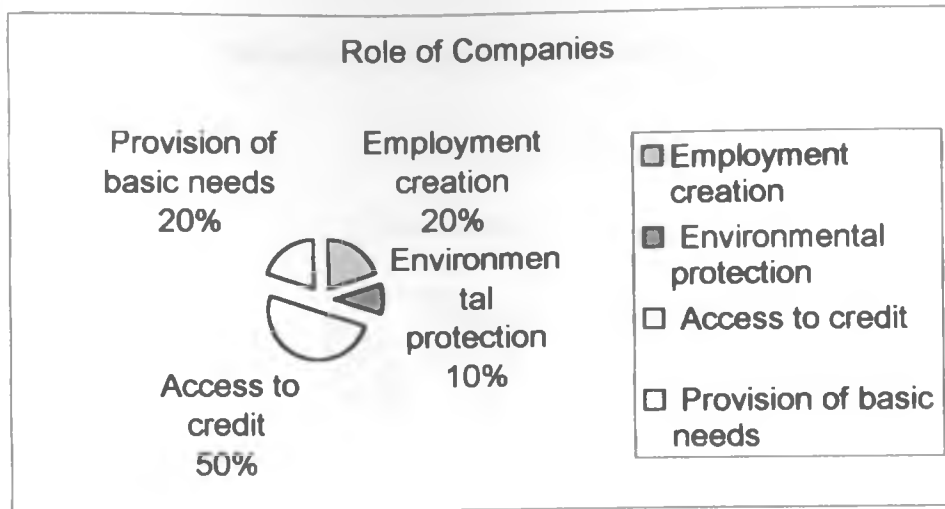 Role of Companies
Provision of
basic needs
20%
Employment
creation
20%
Environmen
tal
protection
10%
Access to
credit
50%
Employment
creation
Environmental
protection
Access to credit
Provision of basic
needs